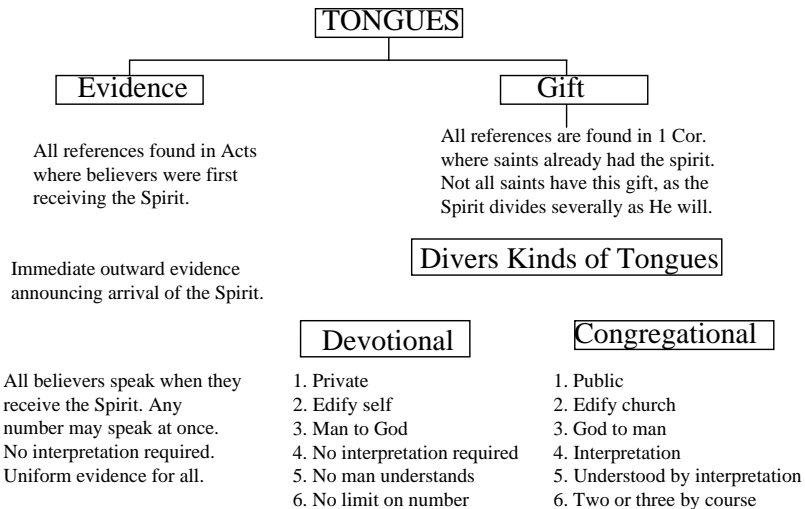 TONGUES
Evidence
All references found in Acts
where believers were first
receiving the Spirit.
Immediate outward evidence
announcing arrival of the Spirit.
All believers speak when they
receive the Spirit. Any
number may speak at once.
No interpretation required.
Uniform evidence for all.
Gift
All references are found in 1 Cor.
where saints already had the spirit.
Not all saints have this gift, as the
Spirit divides severally as He will.
Divers Kinds of Tongues
Devotional
1. Private
2. Edify self
3. Man to God
4. No interpretation required
5. No man understands
6. No limit on number
Congregational
1. Public
2. Edify church
3. God to man
4. Interpretation
5. Understood by interpretation
6. Two or three by course